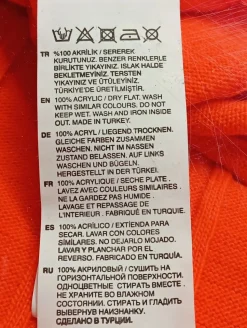 TR %100 AKRİLİK / SEREREK
KURUTUNUZ. BENZER RENKLERLE
BİRLİKTE YIKAYINIZ. ISLAK HALDE
BEKLETMEYİNİZ. TERSTEN
YIKAYINIZ VE ÜTÜLEYİNİZ.
TÜRKİYE'DE ÜRETİLMİŞTİR.
EN 100% ACRYLIC / DRY FLAT. WASH
WITH SIMILAR COLOURS. DO NOT
KEEP WET. WASH AND IRON INSIDE
OUT. MADE IN TURKEY.
DE 100% ACRYL / LIEGEND TROCKNEN.
GLEICHE FARBEN ZUSAMMEN
WASCHEN. NICHT IM NASSEN
ZUSTAND BELASSEN. AUF LINKS
WASCHEN UND BÜGELN.
HERGESTELLT IN DER TÜRKEI.
FR 100% ACRYLIQUE / SECHE PLAT.
LAVEZ AVEC COULEURS SIMILAIRES.
NE LA GARDEZ PAS HUMIDE.
LAVAGE ET REPASSAGE DE
L'INTERIEUR. FABRIQUÉ EN TURQUIE.
ES 100% ACRÍLICO / EXTIENDA PARA
SECAR. LAVAR CON COLORES
SÍMILARES. NO DEJARLO MOJADO.
LAVAR Y PLANCHAR POR EL
REVERSO. FABRICADO EN TURQUÍA.
RU 100% АКРИЛОВЫЙ / СУШИТЬ НА
ГОРИЗОНТАЛЬНОЙ ПОВЕРХНОСТИ.
ОДНОЦВЕТНЫЕ СТИРАТЬ ВМЕСТЕ.
НЕ ХРАНИТЕ ВО ВЛАЖНОМ
СОСТОЯНИИ. СТИРАТЬ И ГЛАДИТЬ
ВЫВЕРНУВ НАИЗНАНКУ.
СДЕЛАНО В ТУРЦИИ.